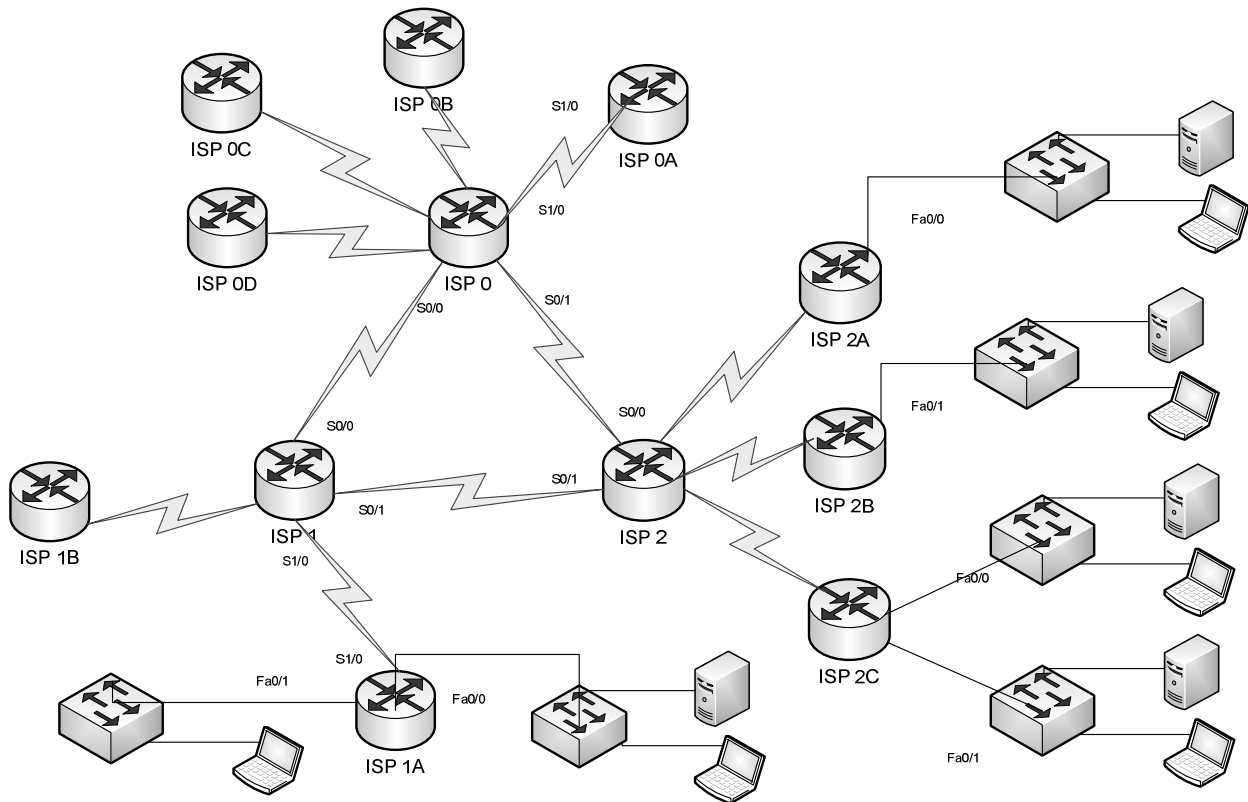 ISP 0B
S1/0
ISP 0C
ISP 0A
S1/0
Fa0/0
ISP 0D
ISP 0
S0/1
S0/0
ISP 2A
S0/0
S0/0
Fa0/1
S0/1
S0/1
ISP 2B
ISP 1
ISP 2
ISP 1B
S1/0
Fa0/0
S1/0
ISP 2C
Fa0/1
Fa0/0
Fa0/1
ISP 1A